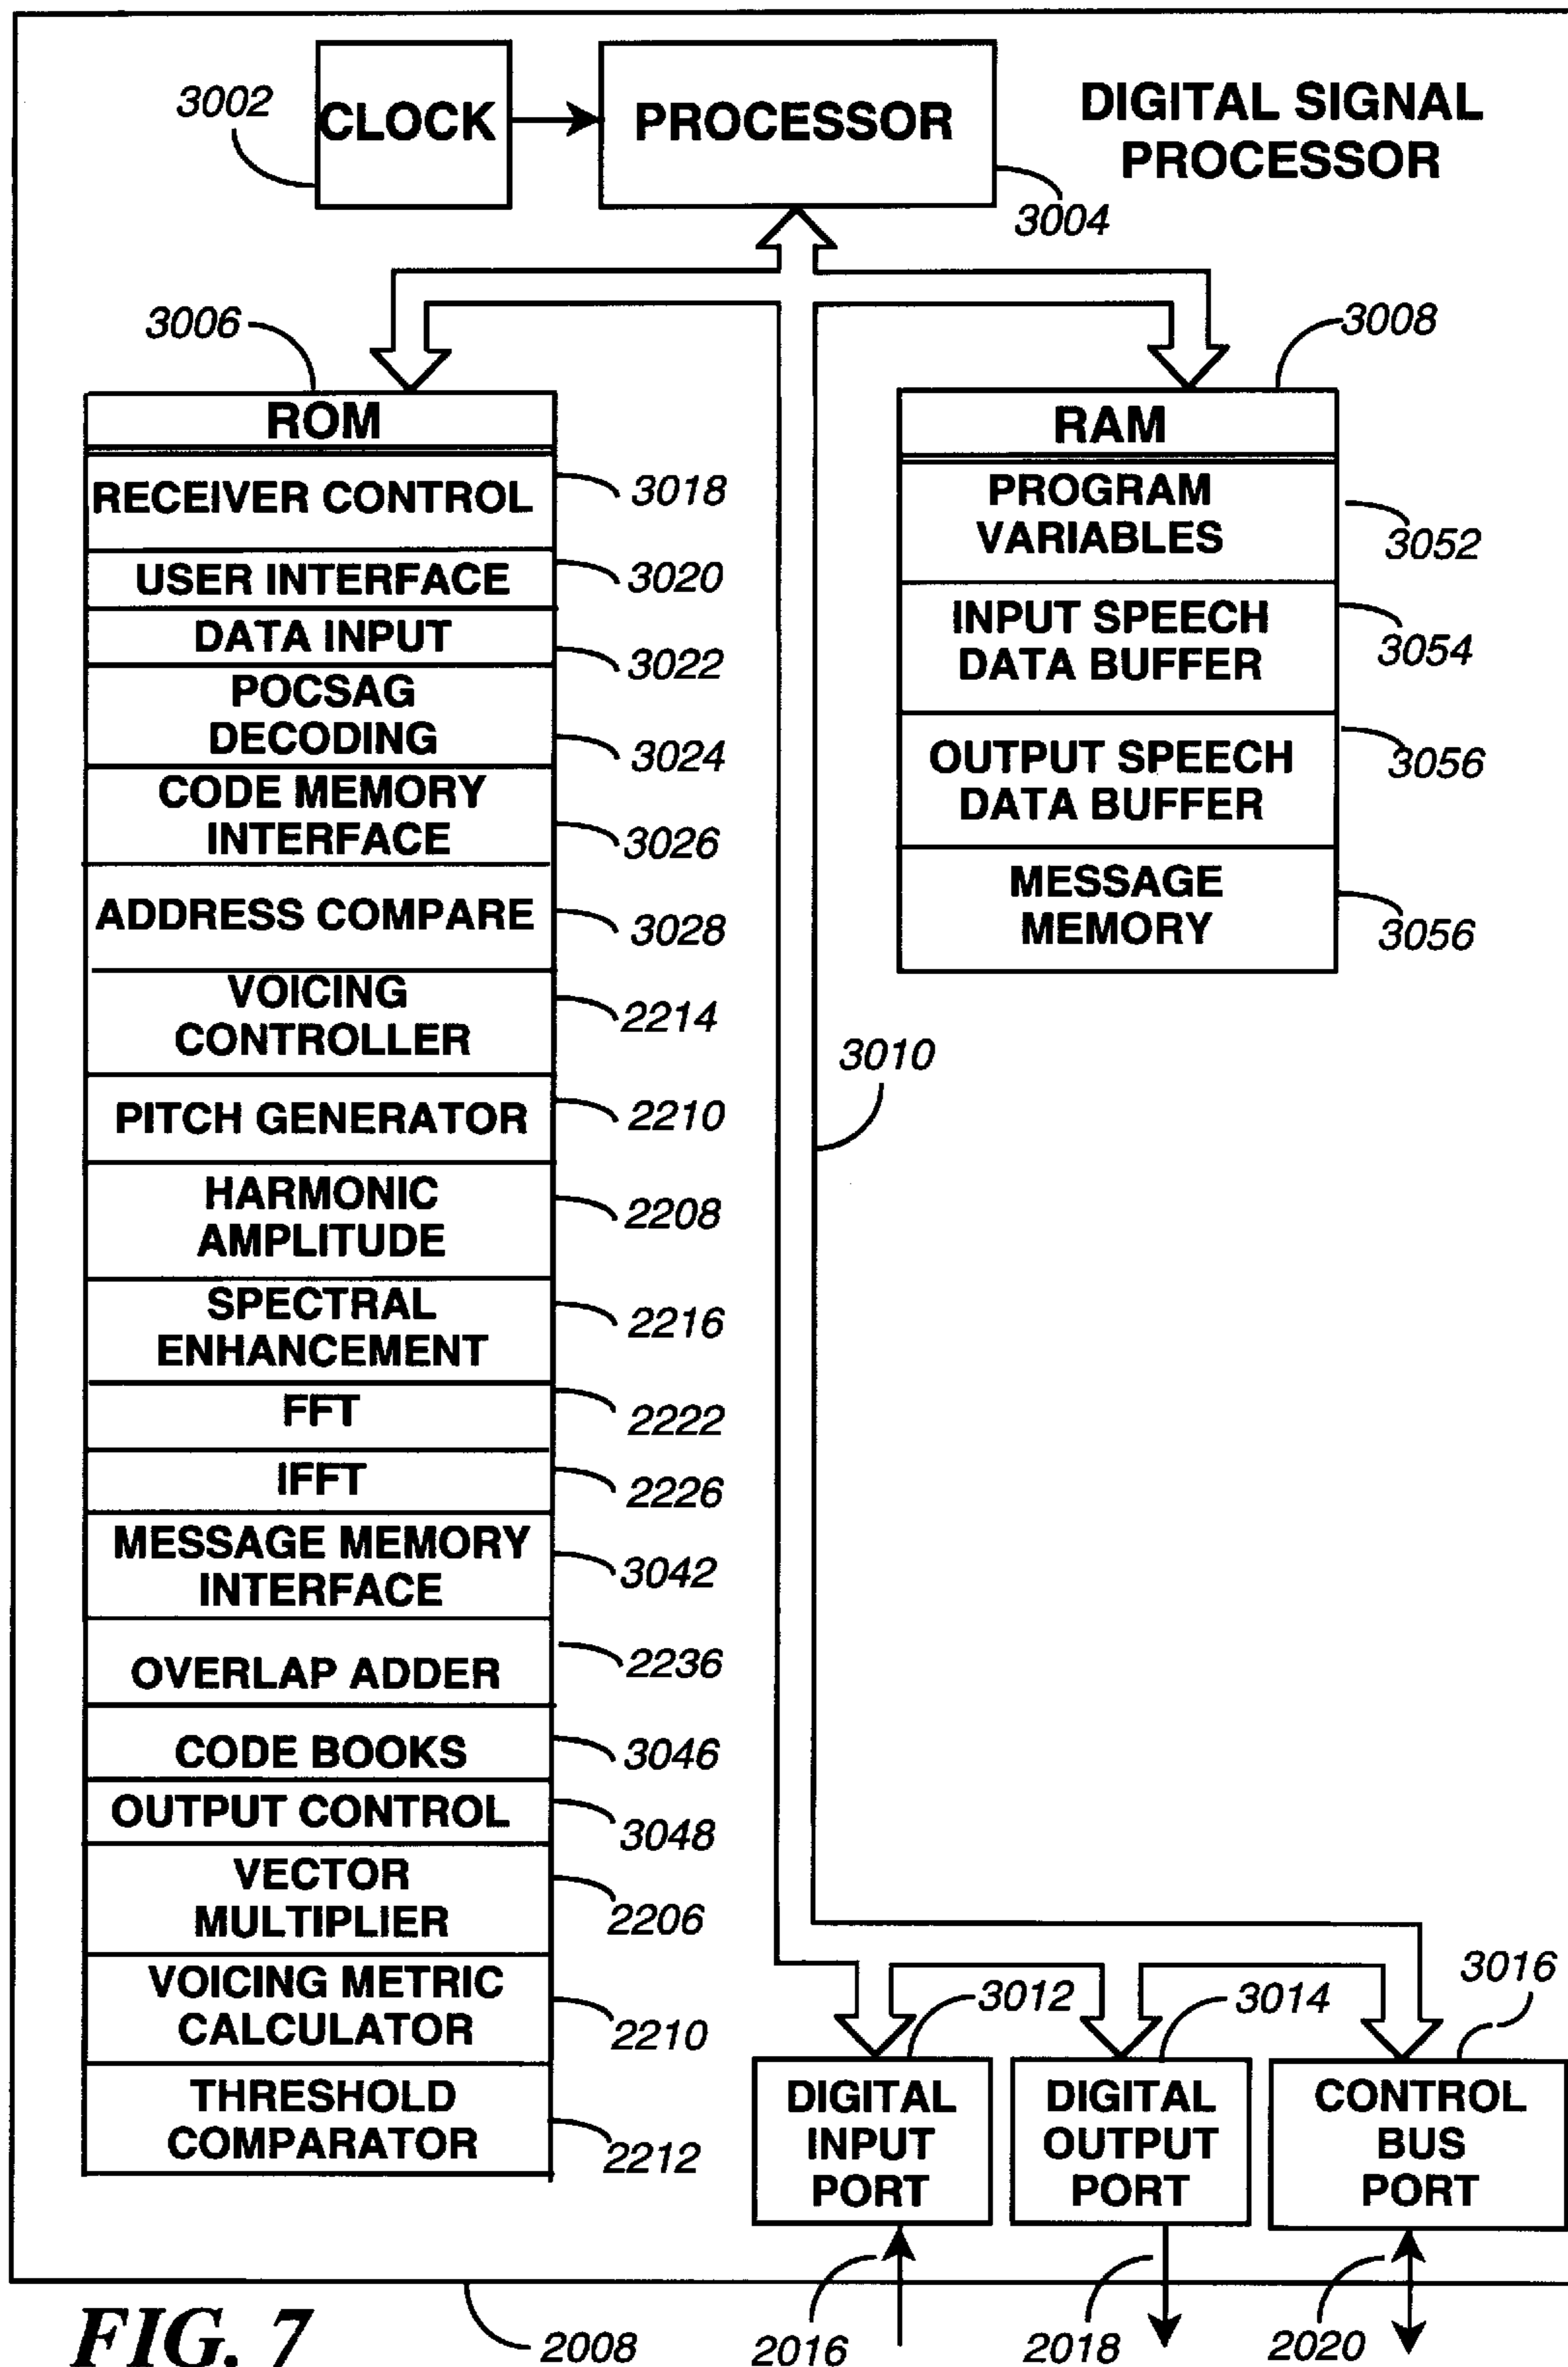 3002
CLOCK
PROCESSOR
3004
DIGITAL SIGNAL
PROCESSOR
3006
ROM
RECEIVER CONTROL
3018
USER INTERFACE
3020
DATA INPUT
3022
POCSAG
DECODING
3024
CODE MEMORY
INTERFACE
3026
ADDRESS COMPARE
3028
VOICING
CONTROLLER
2214
PITCH GENERATOR
2210
HARMONIC
AMPLITUDE
2208
SPECTRAL
ENHANCEMENT
2216
FFT
2222
IFFT
2226
MESSAGE MEMORY
INTERFACE
3042
OVERLAP ADDER
2236
CODE BOOKS
3046
OUTPUT CONTROL
3048
VECTOR
MULTIPLIER
2206
VOICING METRIC
CALCULATOR
2210
THRESHOLD
COMPARATOR
2212
3008
RAM
PROGRAM
VARIABLES
3052
INPUT SPEECH
DATA BUFFER
3054
OUTPUT SPEECH
DATA BUFFER
3056
MESSAGE
MEMORY
3056
3010
3012
DIGITAL
INPUT
PORT
3014
DIGITAL
OUTPUT
PORT
3016
CONTROL
BUS
PORT
FIG. 7
2008
2016
2018
2020